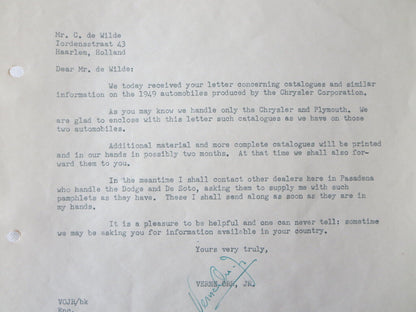 Mr. C. de Wilde
Iordensstraat 43
Haarlem, Holland
Dear Mr. de Wilde:
We today received your letter concerning catalogues and similar
information on the 1949 automobiles produced by the Chrysler Corporation.
As you may know we handle only the Chrysler and Plymouth. We
are glad to enclose with this letter such catalogues as we have on those
two automobiles.
Additional material and more complete catalogues will be printed
and in our hands in possibly two months. At that time we shall also for-
ward them to you.
In the meantime I shall contact other dealers here in Pasadena
who handle the Dodge and De Soto, asking them to supply me with such
pamphlets as they have. These I shall send along as soon as they are in
my hands.
It is a pleasure to be helpful and one can never tell: sometime
we may be asking you for information available in your country.
Yours very truly,
VERNE ORR, JR.
VOJR/bk
Enc.